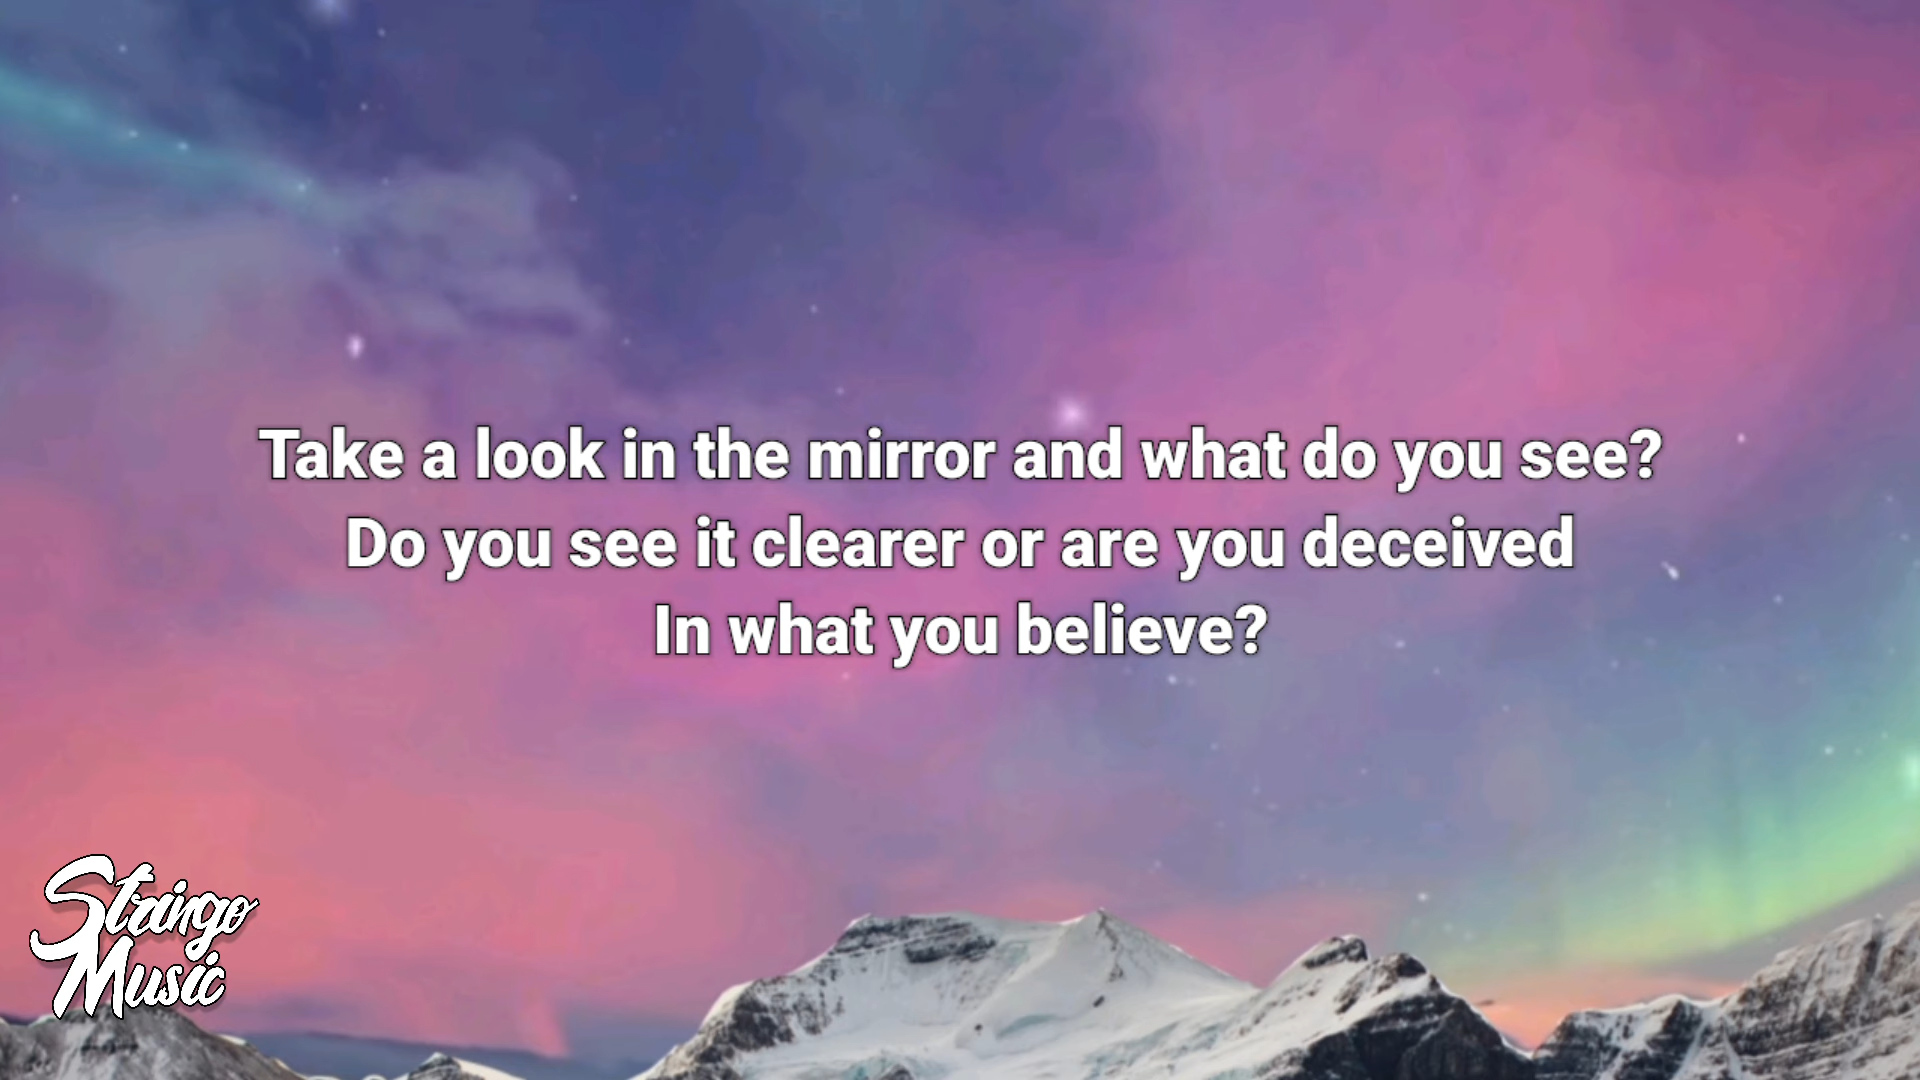 Take a look in the mirror and what do you see?
Do you see it clearer or are you deceived
In what you believe?
Strango
Music